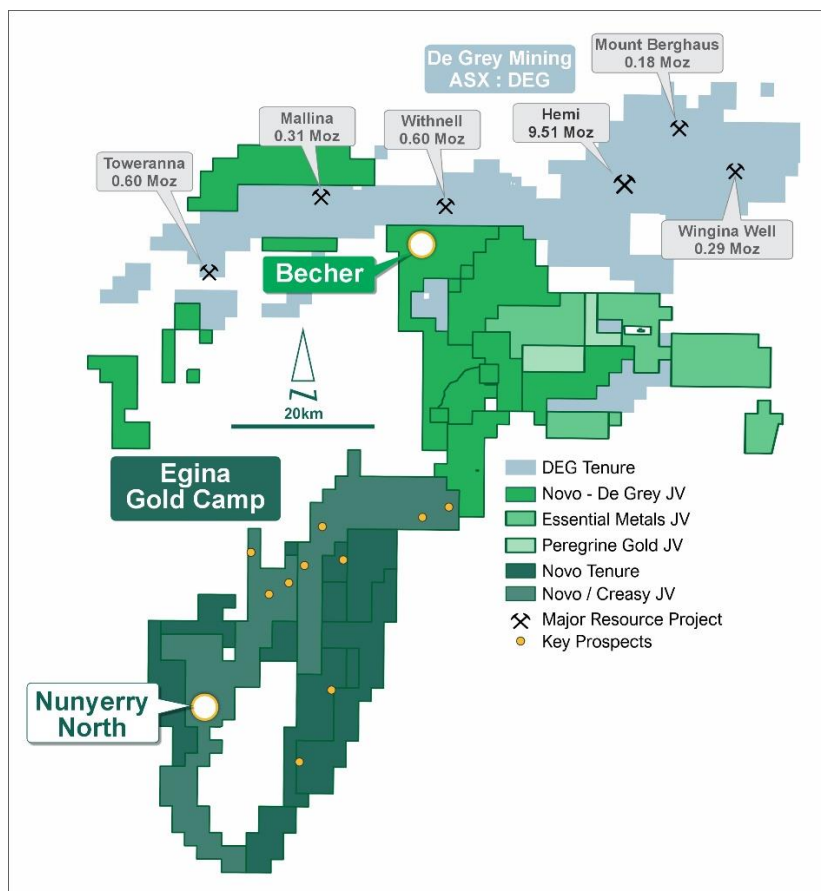 De Grey Mining
ASX : DEG
Mount Berghaus
0.18 Moz
Hemi
9.51 Moz
Withnell
0.60 Moz
Mallina
0.31 Moz
Toweranna
0.60 Moz
Wingina Well
0.29 Moz
Becher
N
20km
Egina
Gold Camp
DEG Tenure
Novo - De Grey JV
Essential Metals JV
Peregrine Gold JV
Novo Tenure
Novo / Creasy JV
Major Resource Project
Key Prospects
Nunyerry
North